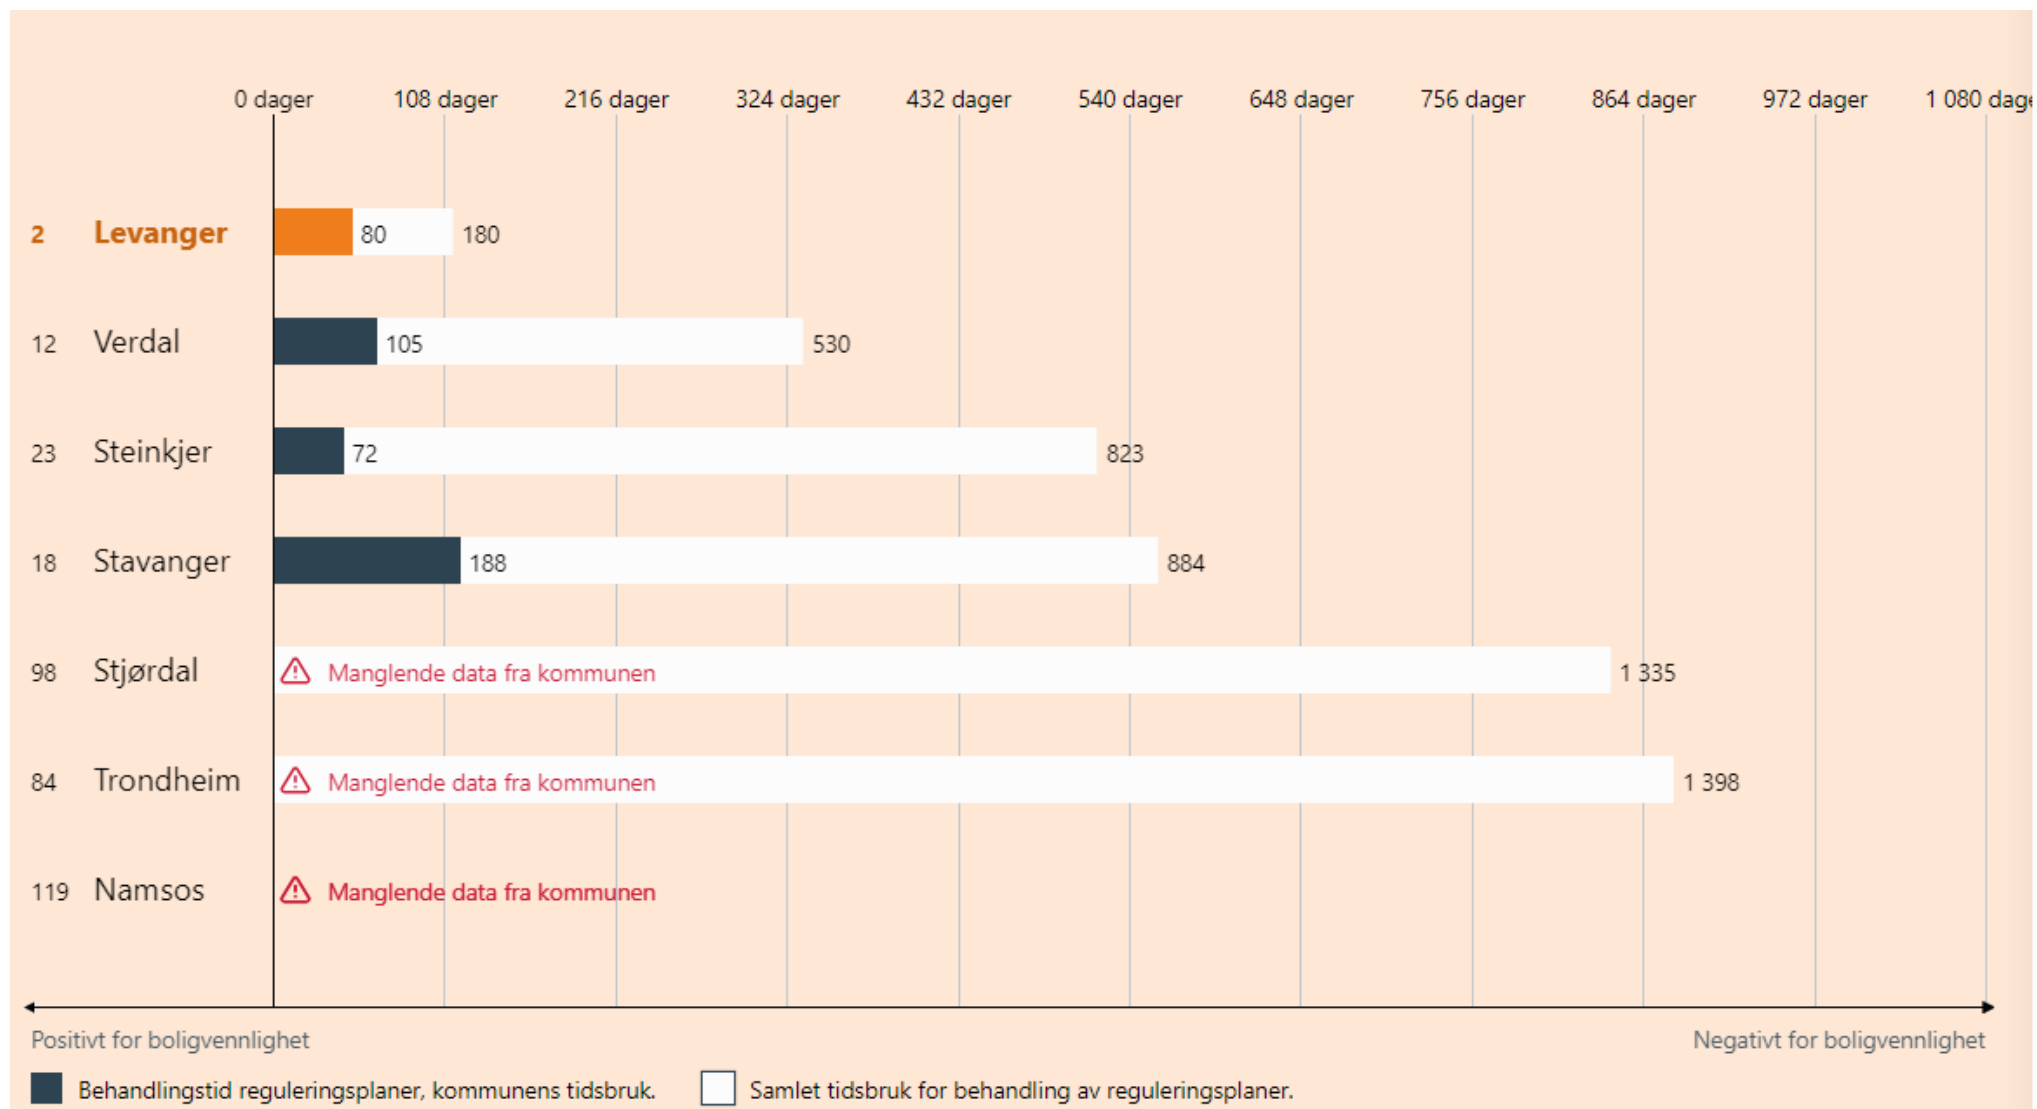 0 dager 108 dager 216 dager 324 dager 432 dager 540 dager 648 dager 756 dager 864 dager 972 dager 1 080 dage
2 Levanger 80 180
12 Verdal 105 530
23 Steinkjer 72 823
18 Stavanger 188 884
98 Stjørdal Manglende data fra kommunen 1 335
84 Trondheim Manglende data fra kommunen 1 398
119 Namsos Manglende data fra kommunen
Positivt for boligvennlighet Negativt for boligvennlighet
Behandlingstid reguleringsplaner, kommunens tidsbruk. Samlet tidsbruk for behandling av reguleringsplaner.